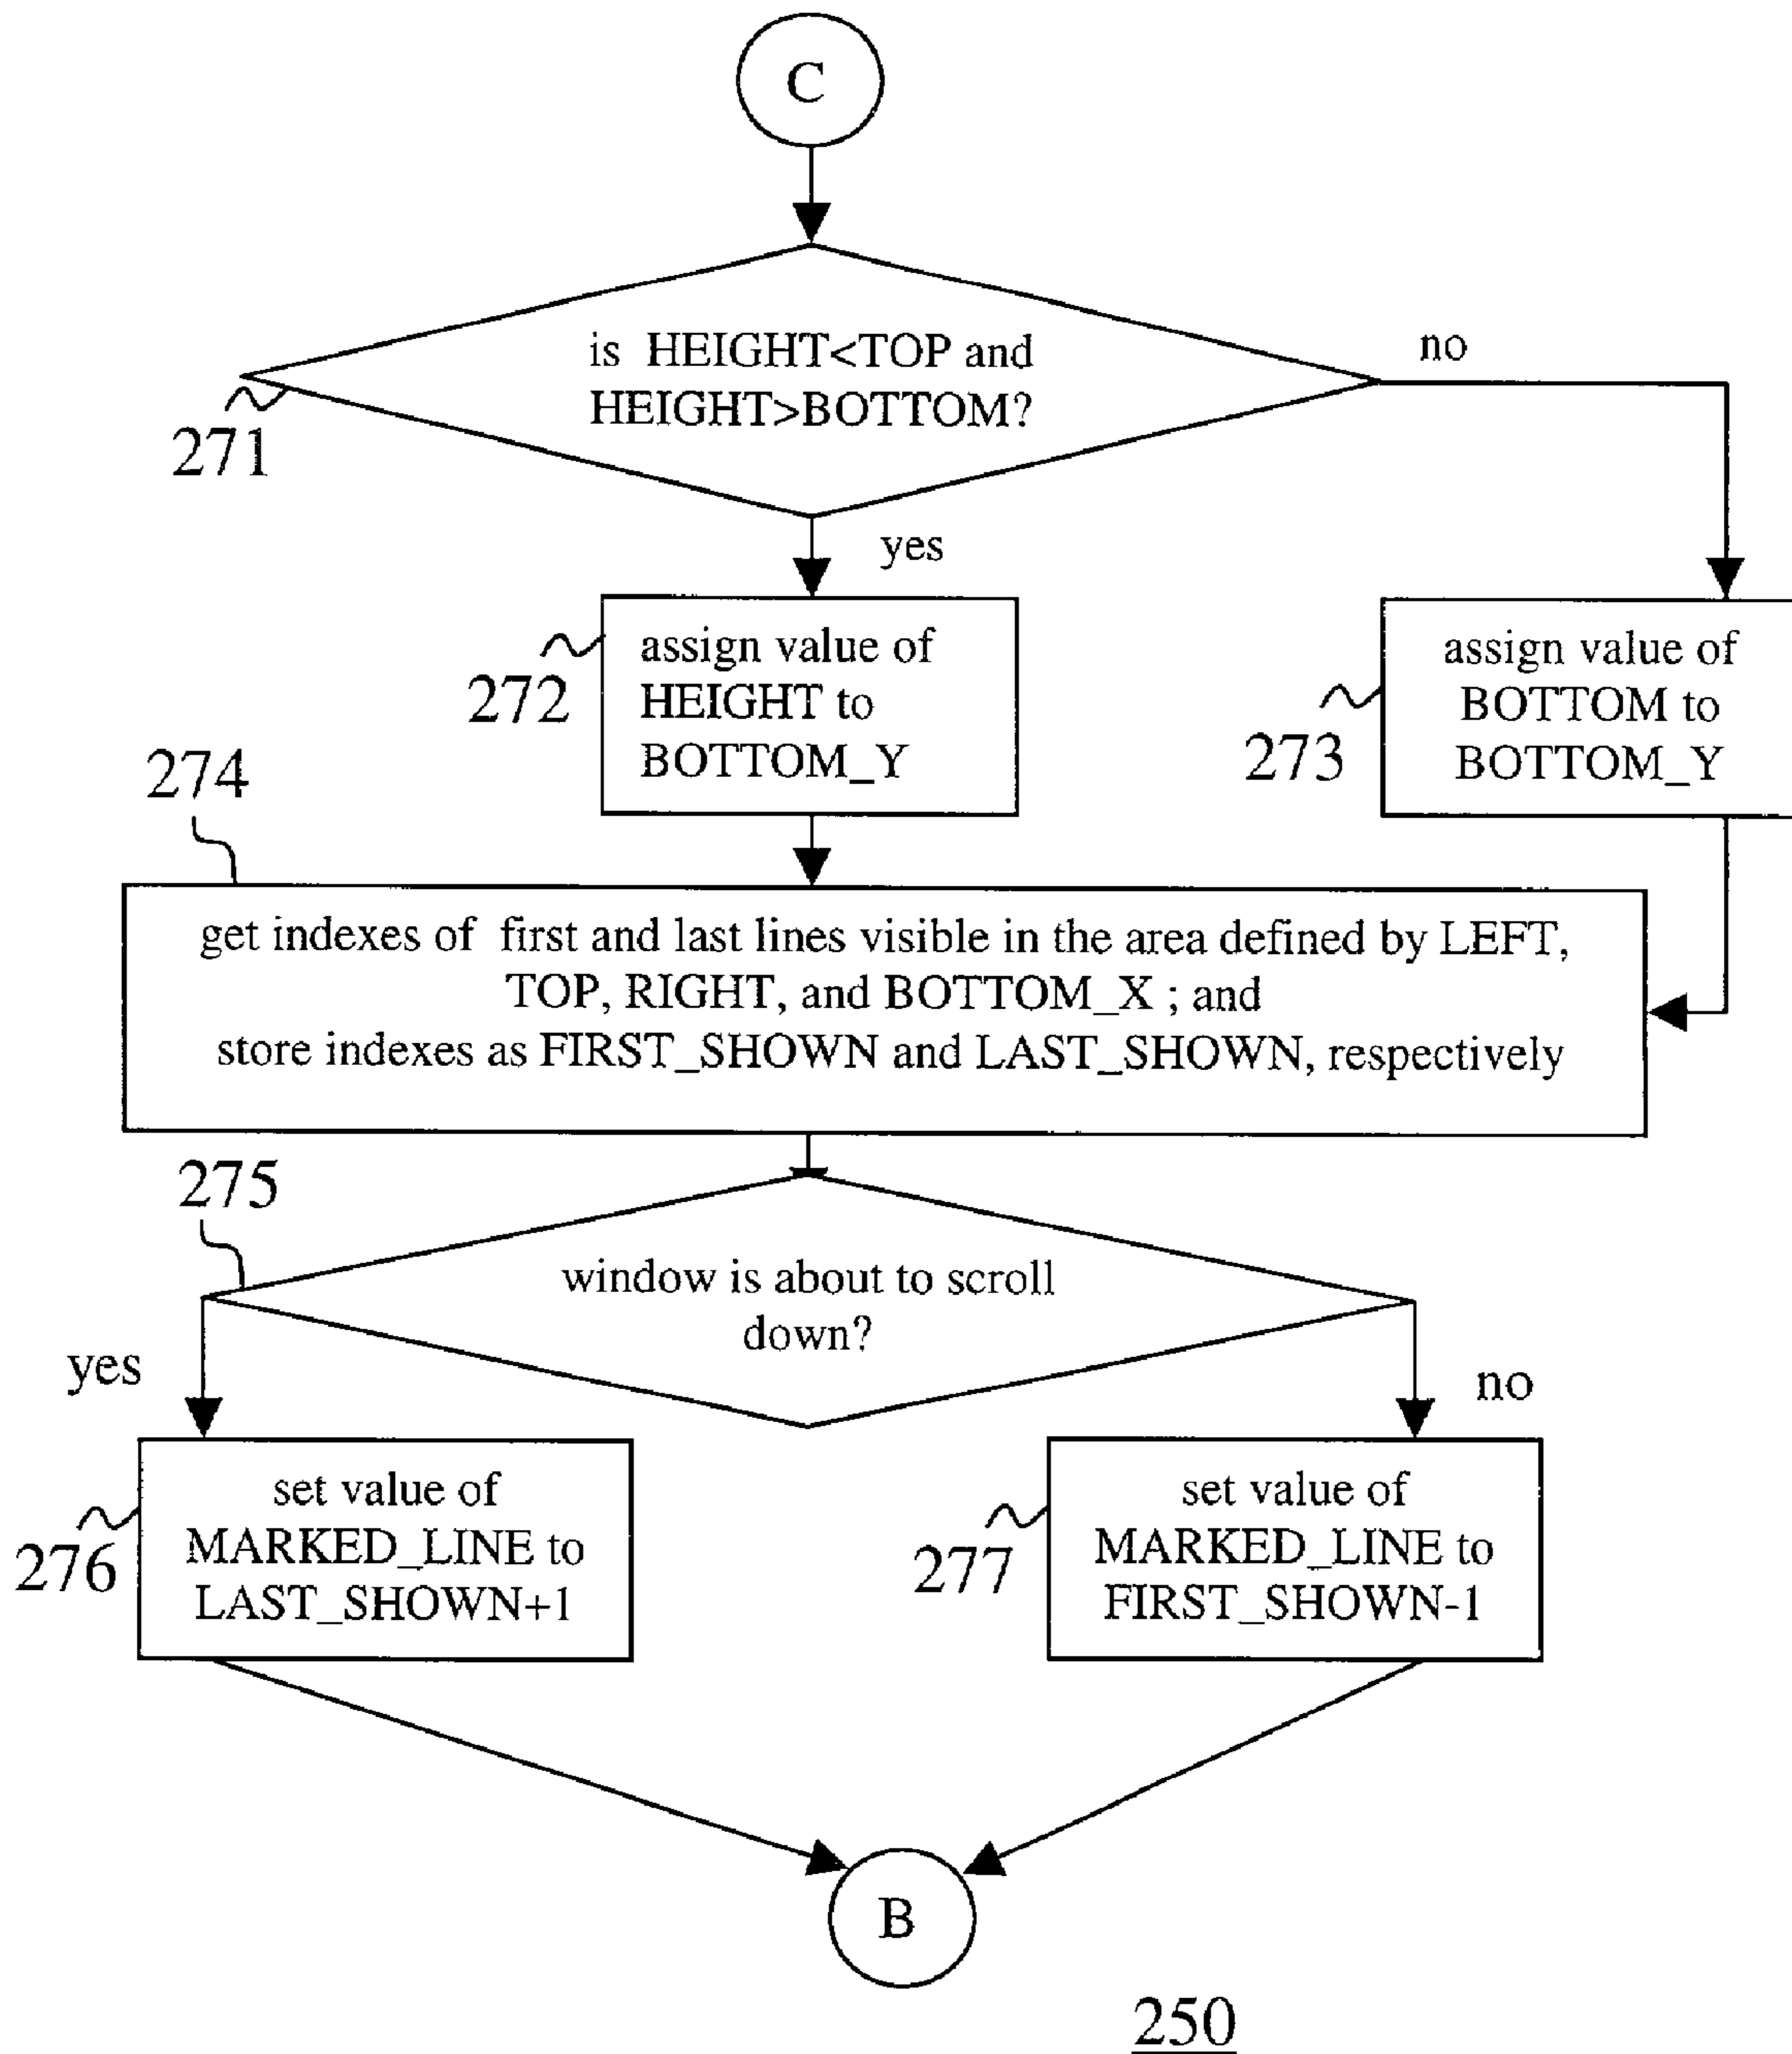 C
is HEIGHT<TOP and
HEIGHT>BOTTOM?
no
271
yes
assign value of
HEIGHT to
BOTTOM_Y
272
assign value of
BOTTOM to
BOTTOM_Y
273
274
get indexes of first and last lines visible in the area defined by LEFT,
TOP, RIGHT, and BOTTOM_X ; and
store indexes as FIRST_SHOWN and LAST_SHOWN, respectively
275
window is about to scroll
down?
yes
no
set value of
MARKED_LINE to
LAST_SHOWN+1
276
set value of
MARKED_LINE to
FIRST_SHOWN-1
277
B
250